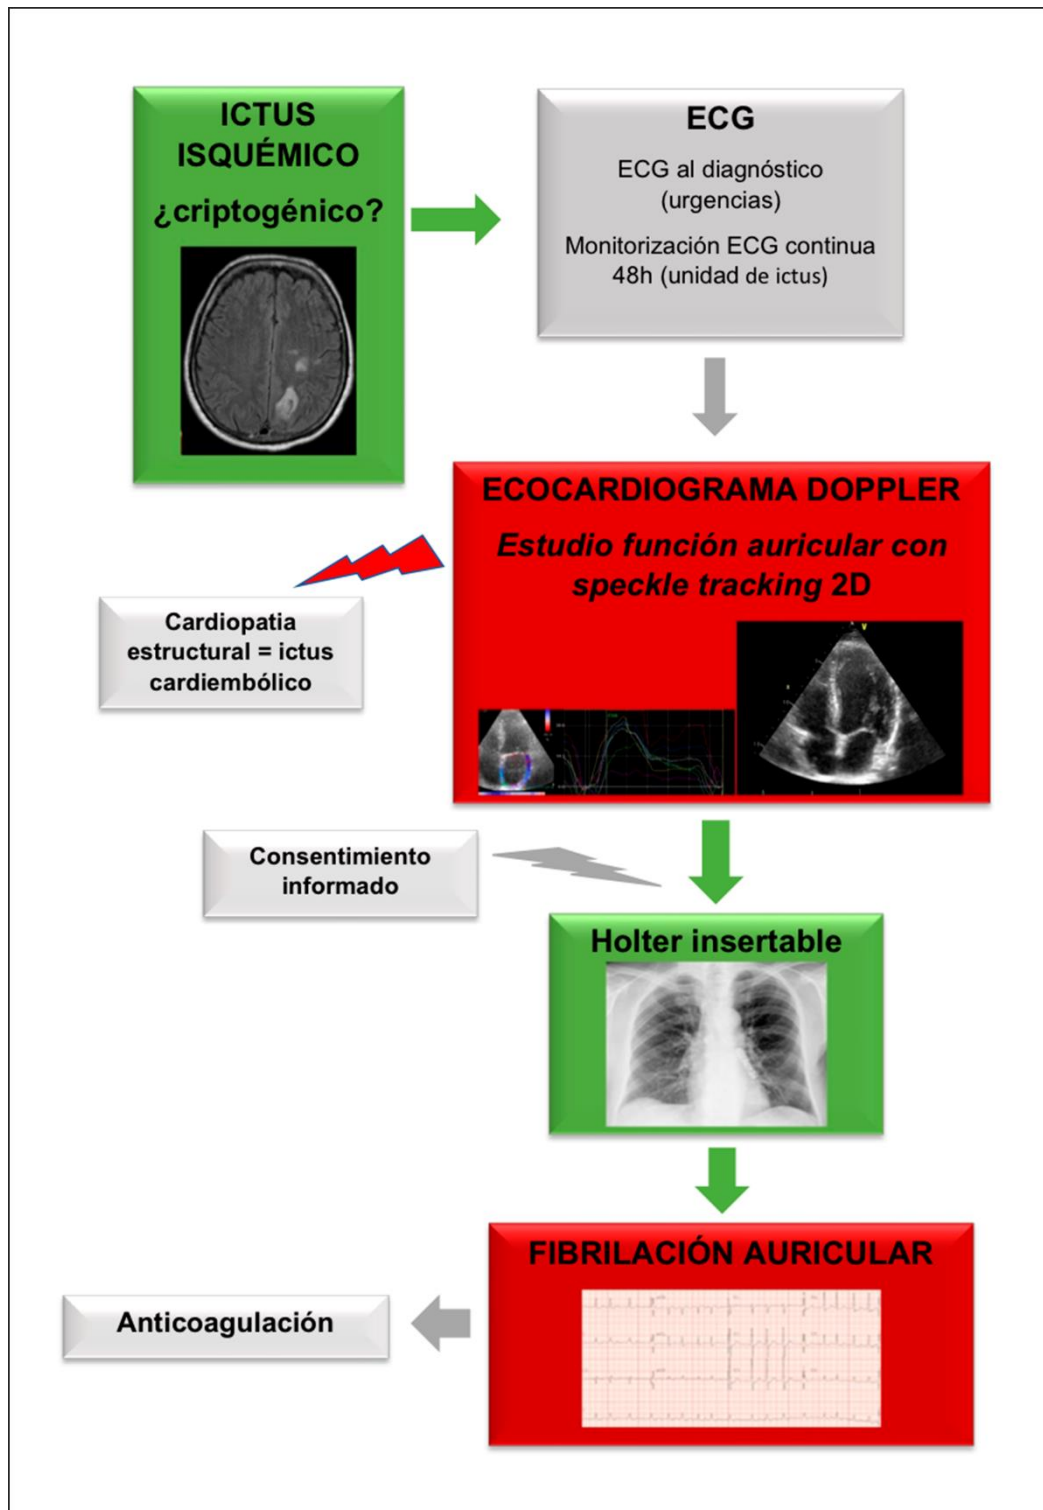 ICTUS
ISQUÉMICO
¿criptogénico?
ECG
ECG al diagnóstico
(urgencias)
Monitorización ECG continua
48h (unidad de ictus)
ECOCARDIOGRAMA DOPPLER
Estudio función auricular con
speckle tracking 2D
Cardiopatia
estructural = ictus
cardiembólico
Consentimiento
informado
Holter insertable
FIBRILACIÓN AURICULAR
Anticoagulación